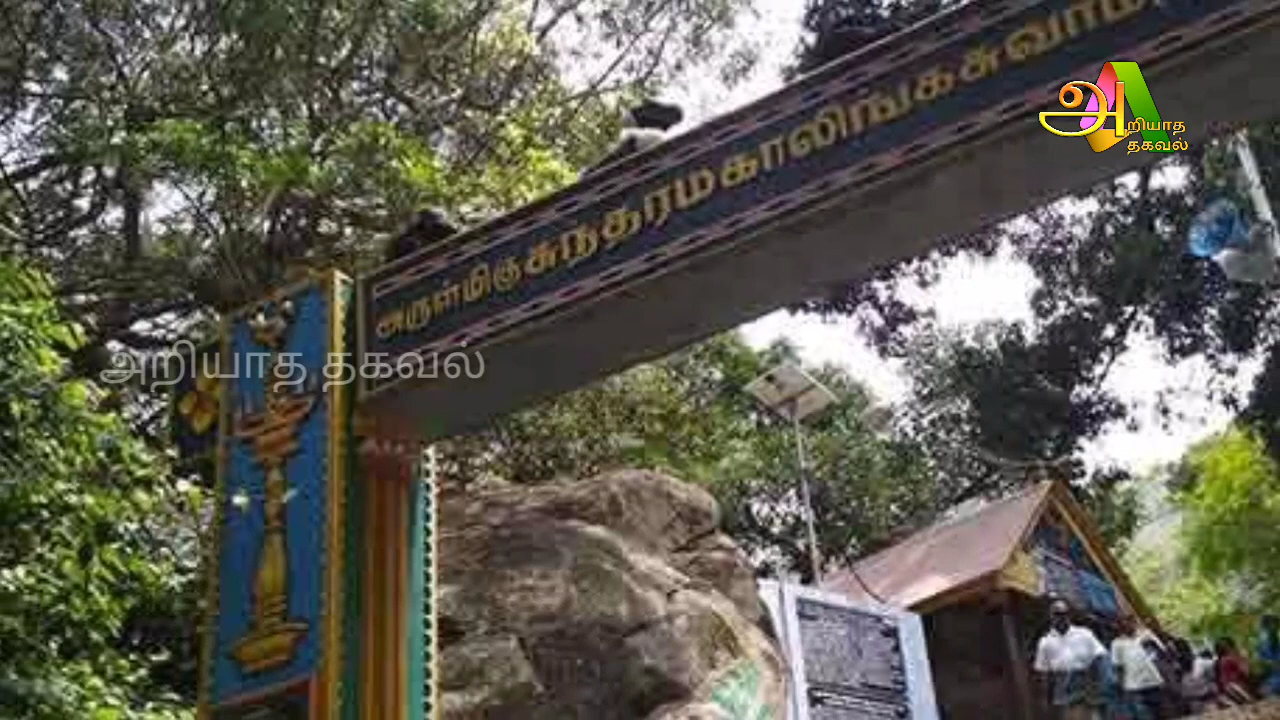 அருள்மிகு சுந்தரமகாலிங்கசுவாமி
அறியாத
தகவல்
அறியாத தகவல்